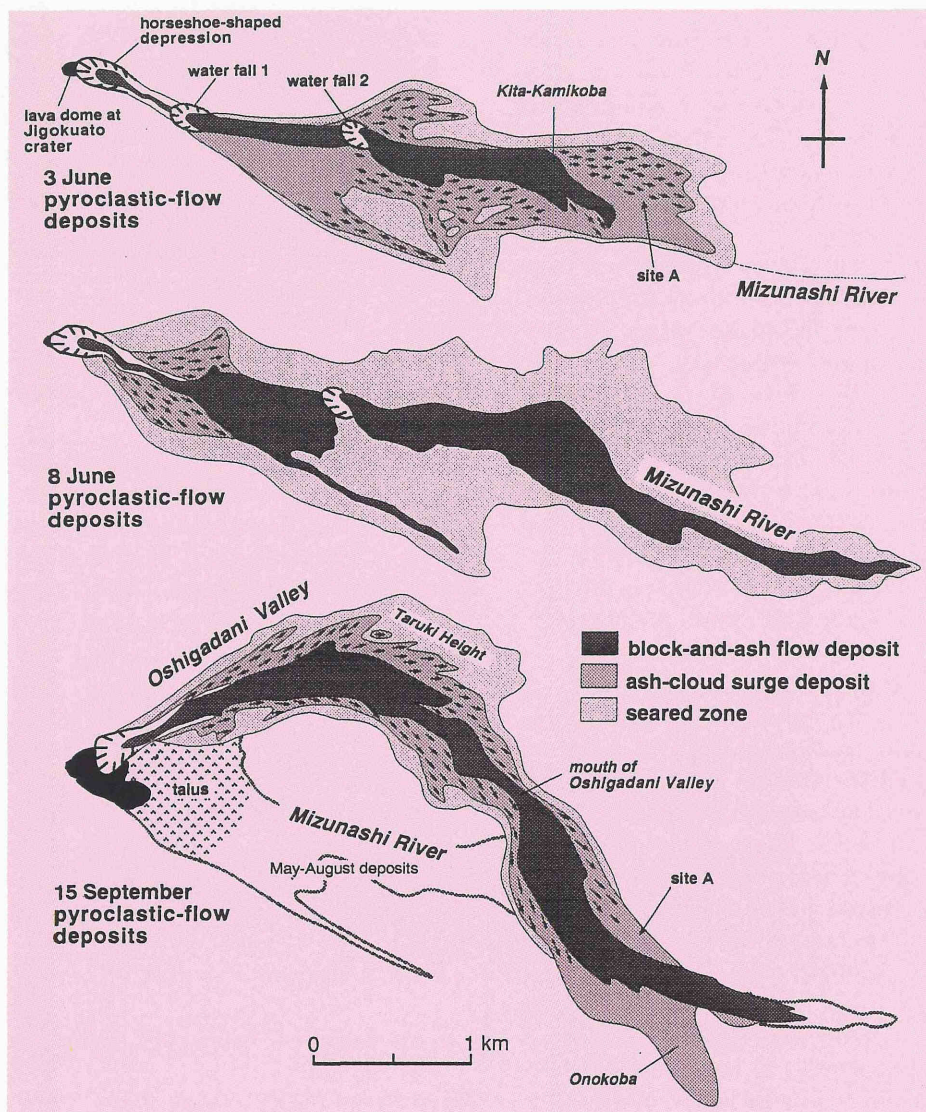 horseshoe-shaped
depression
water fall 1
water fall 2
Kita-Kamikoba
N
lava dome at
Jigokuato
crater
3 June
pyroclastic-flow
deposits
site A
Mizunashi River
8 June
pyroclastic-flow
deposits
Mizunashi River
Oshigadani Valley
Taruki Height
block-and-ash flow deposit
ash-cloud surge deposit
seared zone
mouth of
Oshigadani Valley
talus
Mizunashi River
May-August deposits
15 September
pyroclastic-flow
deposits
site A
0 1 km
Onokoba